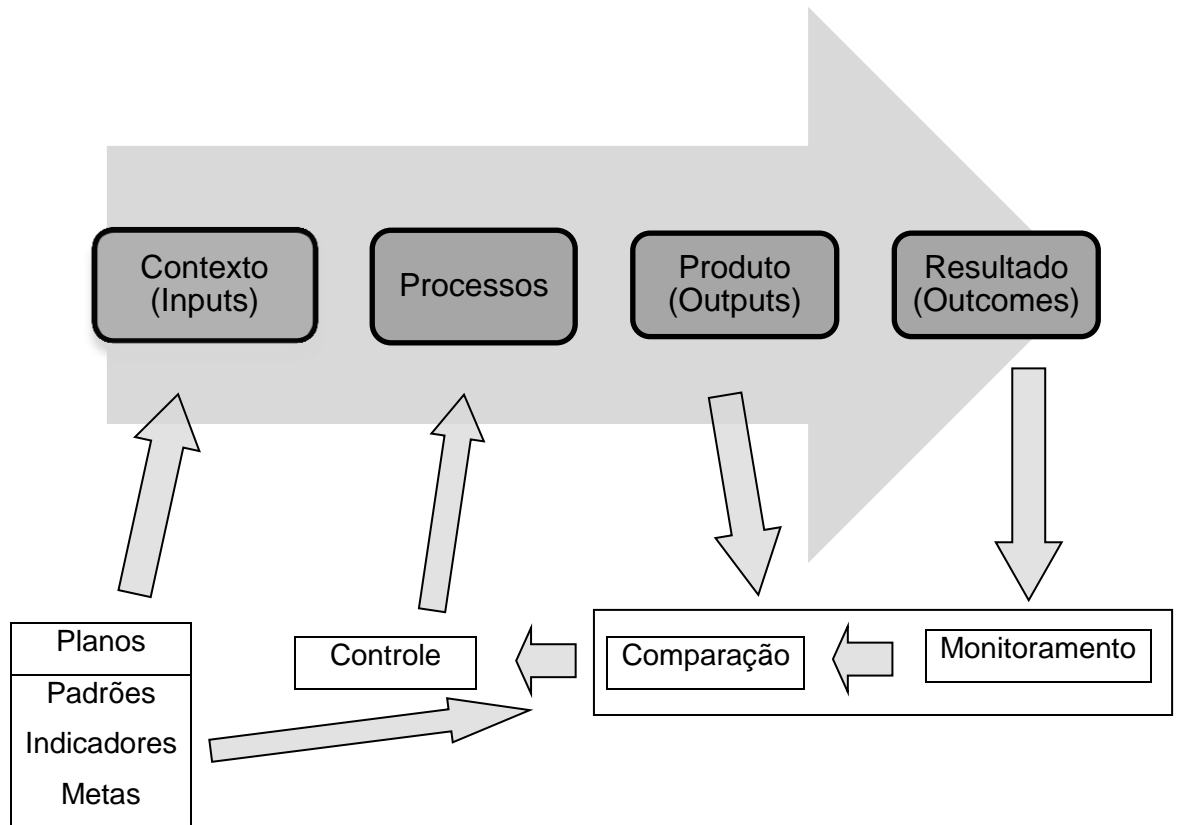 Contexto
(Inputs)
Processos
Produto
(Outputs)
Resultado
(Outcomes)
Planos
Padrões
Indicadores
Metas
Controle
Comparação
Monitoramento